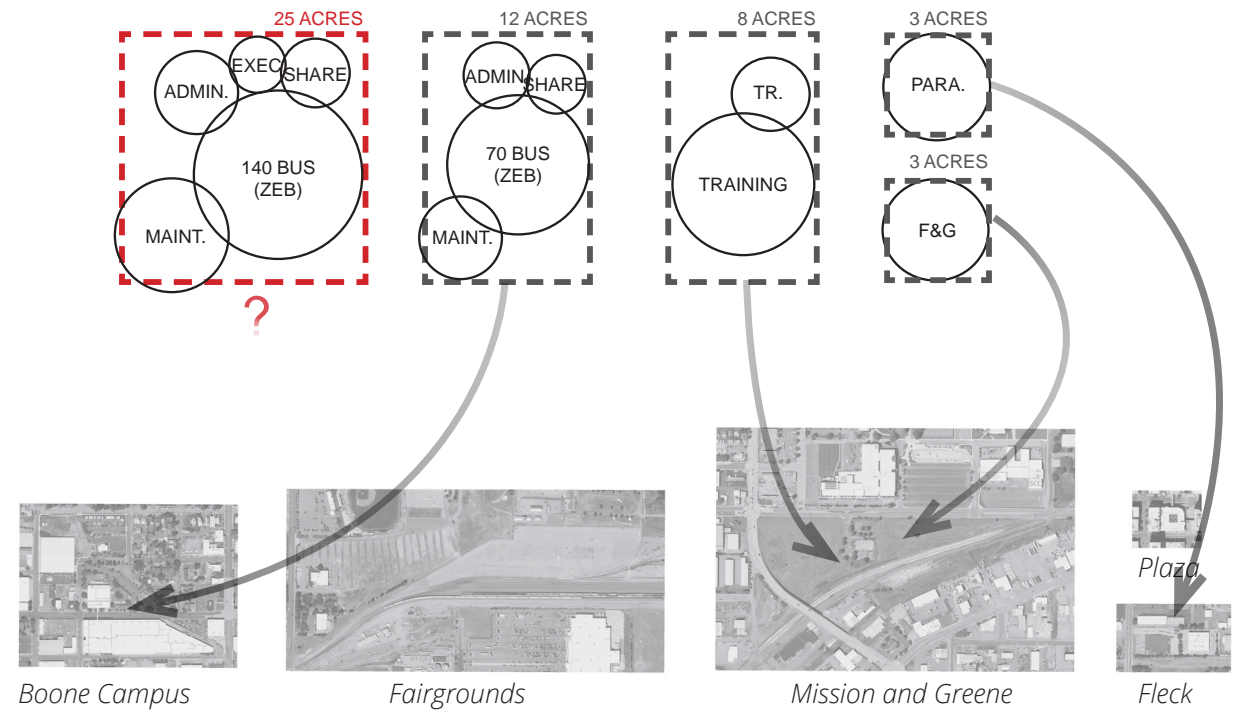 25 ACRES
12 ACRES
8 ACRES
3 ACRES
ADMIN.
EXEC
SHARE
140 BUS
(ZEB)
MAINT.
?
ADMIN
SHARE
70 BUS
(ZEB)
MAINT.
TR.
TRAINING
PARA.
3 ACRES
F&G
SCC
Boone Campus
Fairgrounds
Mission and Greene
Plaza
Fleck